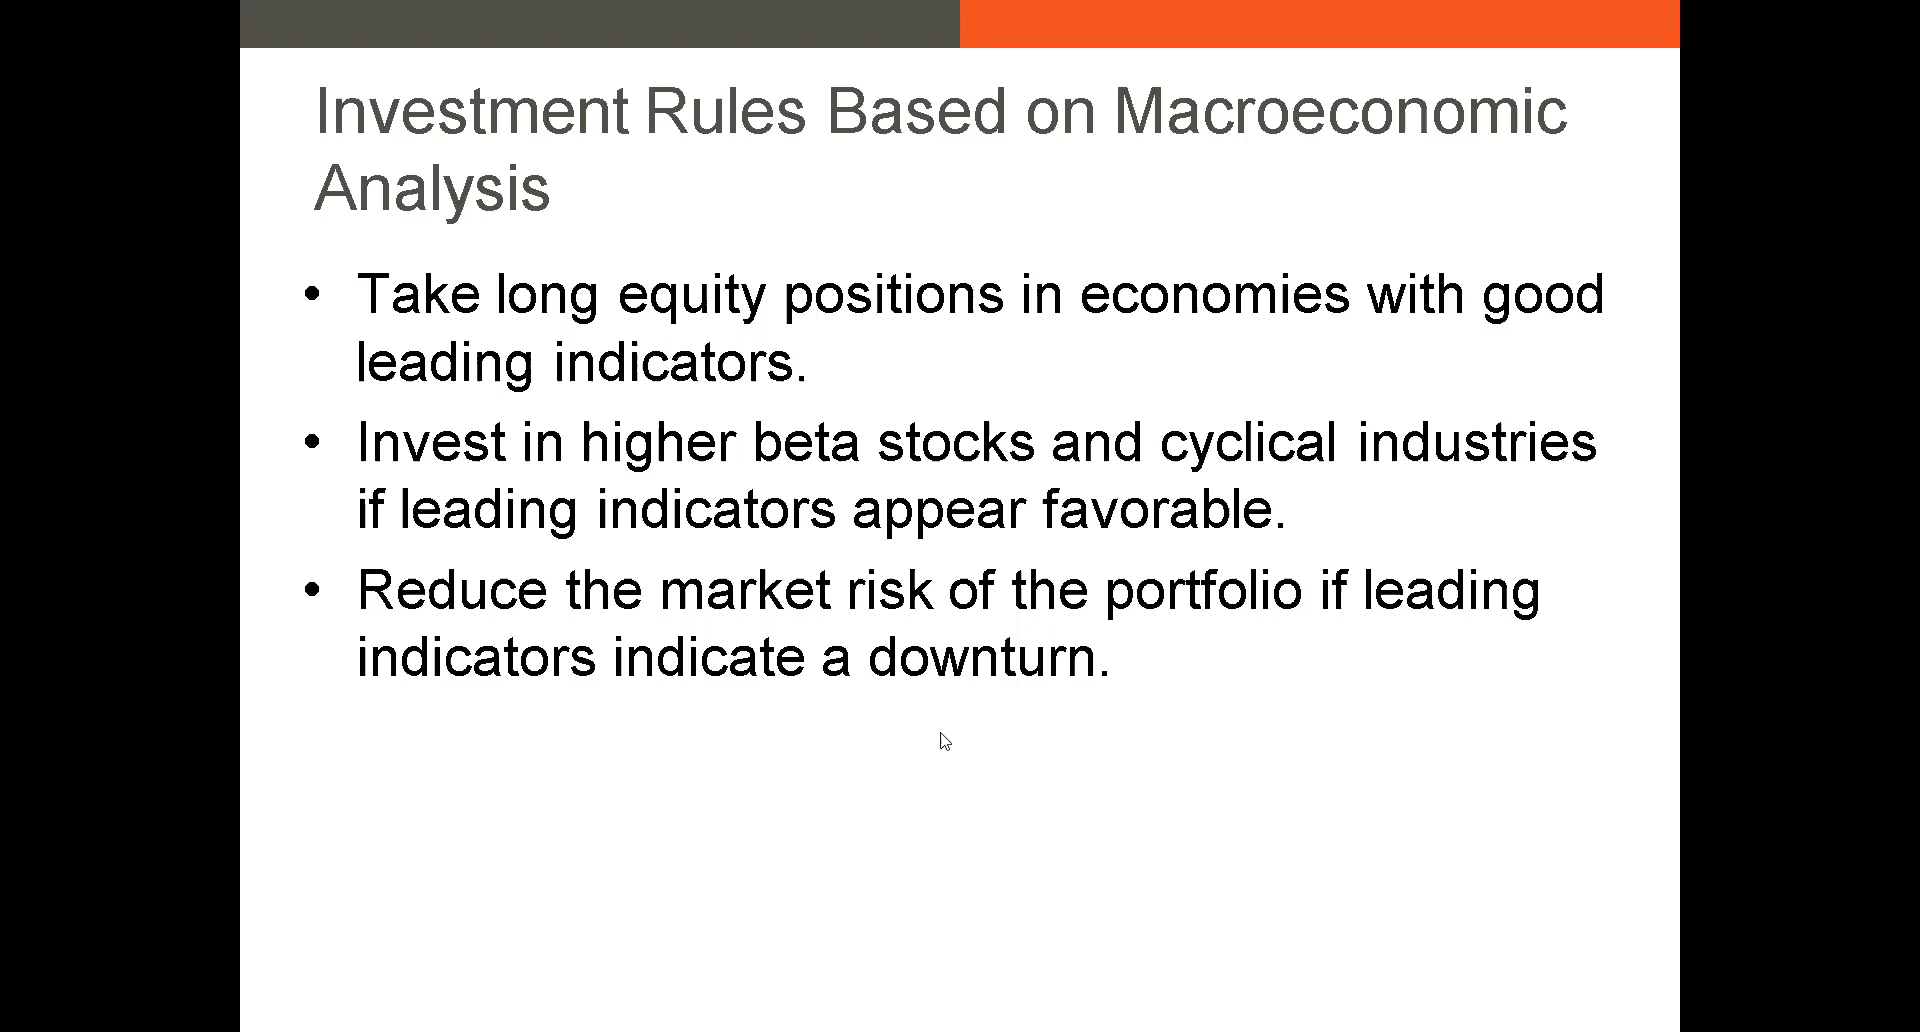 Investment Rules Based on Macroeconomic
Analysis
• Take long equity positions in economies with good
leading indicators.
• Invest in higher beta stocks and cyclical industries
if leading indicators appear favorable.
• Reduce the market risk of the portfolio if leading
indicators indicate a downturn.